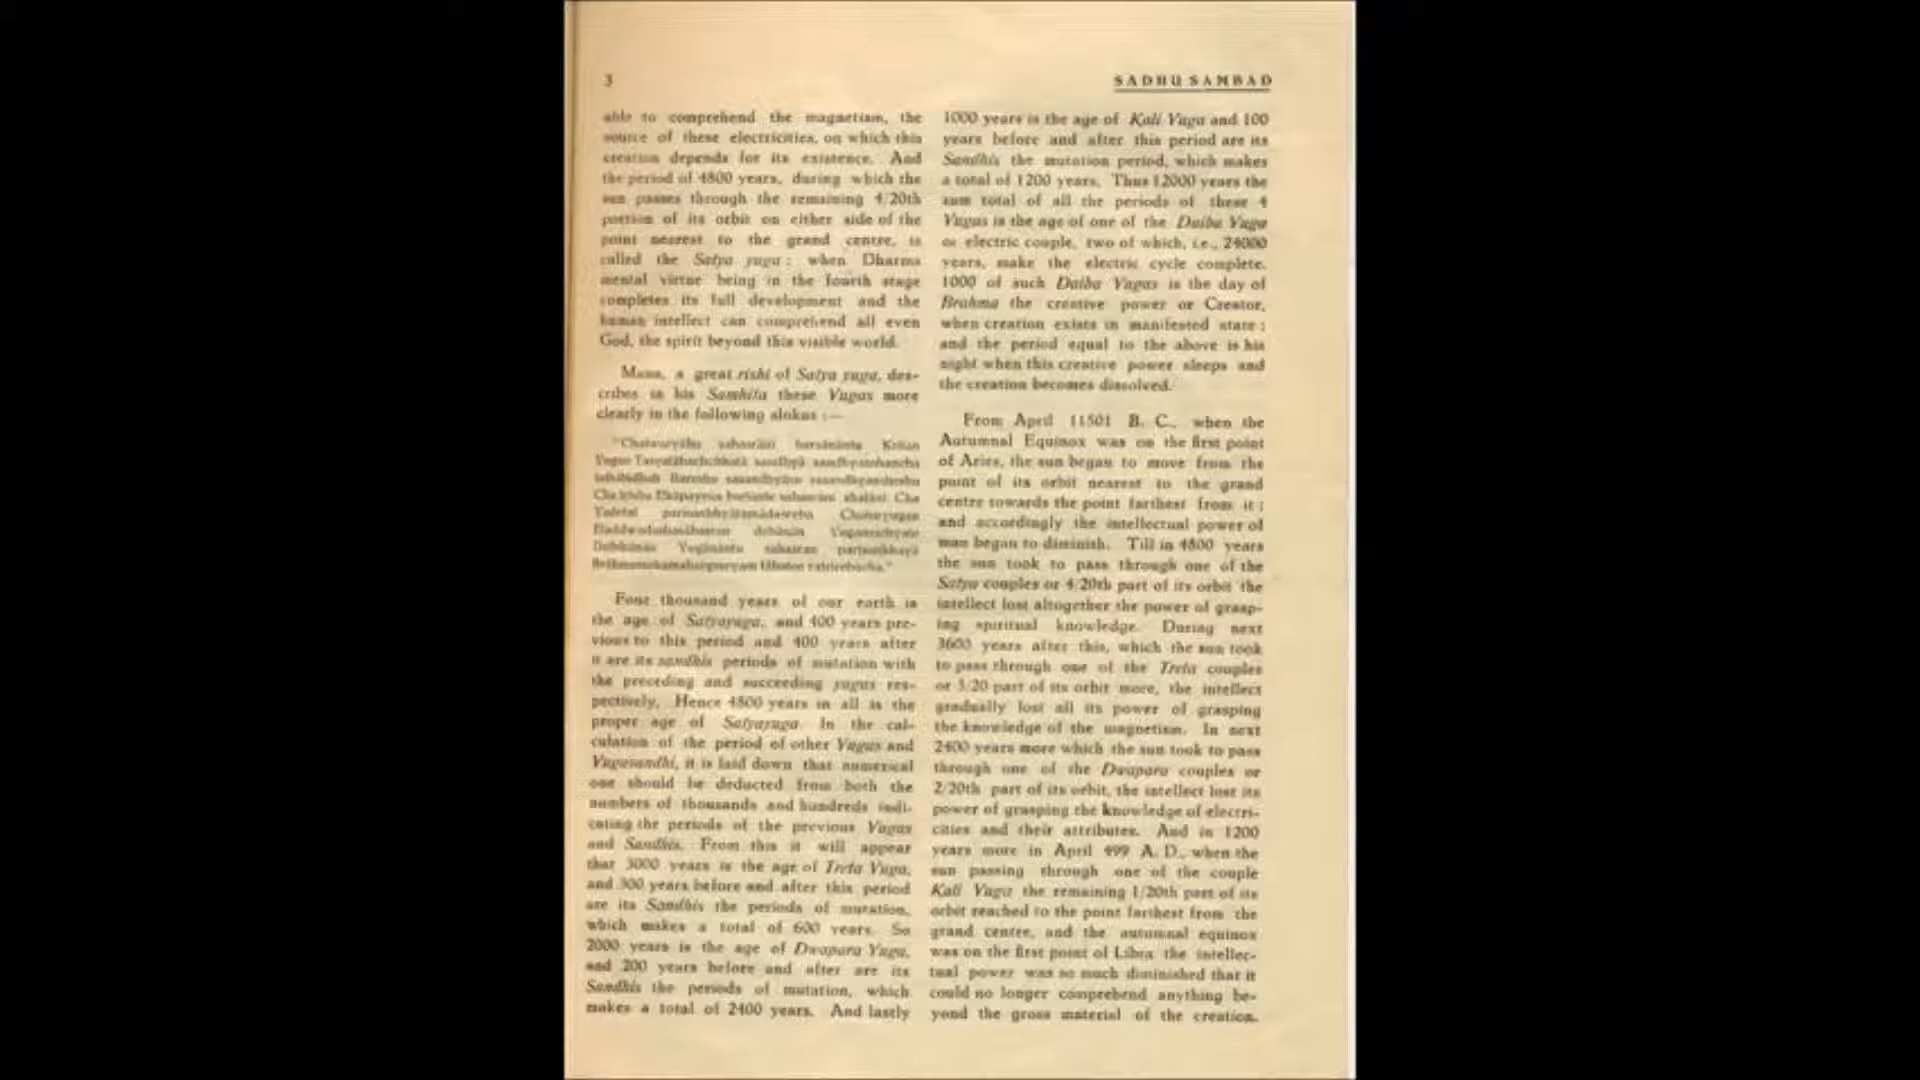 3
SADHU SAMBAD
able to comprehend the magnetism, the
source of these electricities, on which this
creation depends for its existence. And
the period of 4800 years, during which the
sun passes through the remaining 4/20th
portion of its orbit on either side of the
point nearest to the grand centre, is
called the Satya yuga: when Dharma
mental virtue being in the fourth stage
completes its full development and the
human intellect can comprehend all even
God, the spirit beyond this visible world.
Manu, a great rishi of Satya yuga, des-
cribes in his Samhita these Yugas more
clearly in the following slokas :—
Four thousand years of our earth is
the age of Satyayuga, and 400 years pre-
vious to this period and 400 years after
it are its sandhis periods of mutation with
the preceding and succeeding yugas res-
pectively. Hence 4800 years in all is the
proper age of Satyayuga. In the cal-
culation of the period of other Yugas and
Yugasandhi, it is laid down that numerical
one should be deducted from both the
numbers of thousands and hundreds indi-
cating the periods of the previous Yugas
and Sandhis. From this it will appear
that 3000 years is the age of Treta Yuga,
and 300 years before and after this period
are its Sandhis the periods of mutation,
which makes a total of 600 years. So
2000 years is the age of Dwapara Yuga,
and 200 years before and after are its
Sandhis the periods of mutation, which
makes a total of 2400 years. And lastly
1000 years is the age of Kali Yuga and 100
years before and after this period are its
Sandhis the mutation period, which makes
a total of 1200 years. Thus 12000 years the
sum total of all the periods of these 4
Yugas is the age of one of the Daiba Yuga
or electric couple, two of which, i.e., 24000
years, make the electric cycle complete.
1000 of such Daiba Yugas is the day of
Brahma the creative power or Creator,
when creation exists in manifested state;
and the period equal to the above is his
night when this creative power sleeps and
the creation becomes dissolved.
From April 11501 B. C., when the
Autumnal Equinox was on the first point
of Aries, the sun began to move from the
point of its orbit nearest to the grand
centre towards the point farthest from it;
and accordingly the intellectual power of
man began to diminish. Till in 4800 years
the sun took to pass through one of the
Satya couples or 4/20th part of its orbit the
intellect lost altogether the power of grasp-
ing spiritual knowledge. During next
3600 years after this, which the sun took
to pass through one of the Treta couples
or 3/20 part of its orbit more, the intellect
gradually lost all its power of grasping
the knowledge of the magnetism. In next
2400 years more which the sun took to pass
through one of the Dwapara couples or
2/20th part of its orbit, the intellect lost its
power of grasping the knowledge of electri-
cities and their attributes. And in 1200
years more in April 499 A. D., when the
sun passing through one of the couple
Kali Yuga the remaining 1/20th part of its
orbit reached to the point farthest from the
grand centre, and the autumnal equinox
was on the first point of Libra the intellec-
tual power was so much diminished that it
could no longer comprehend anything be-
yond the gross material of the creation.